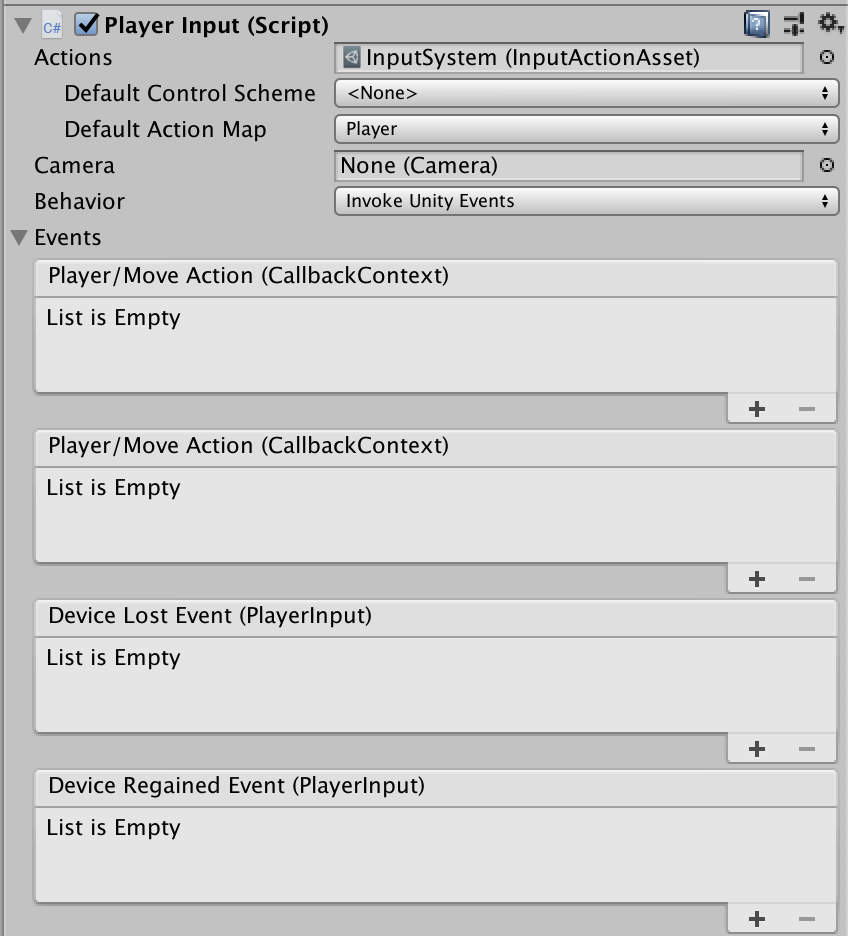 C# Player Input (Script)
Actions InputSystem (InputActionAsset)
Default Control Scheme <None>
Default Action Map Player
Camera None (Camera)
Behavior Invoke Unity Events
Events
Player/Move Action (CallbackContext)
List is Empty
+ −
Player/Move Action (CallbackContext)
List is Empty
+ −
Device Lost Event (PlayerInput)
List is Empty
+ −
Device Regained Event (PlayerInput)
List is Empty
+ −